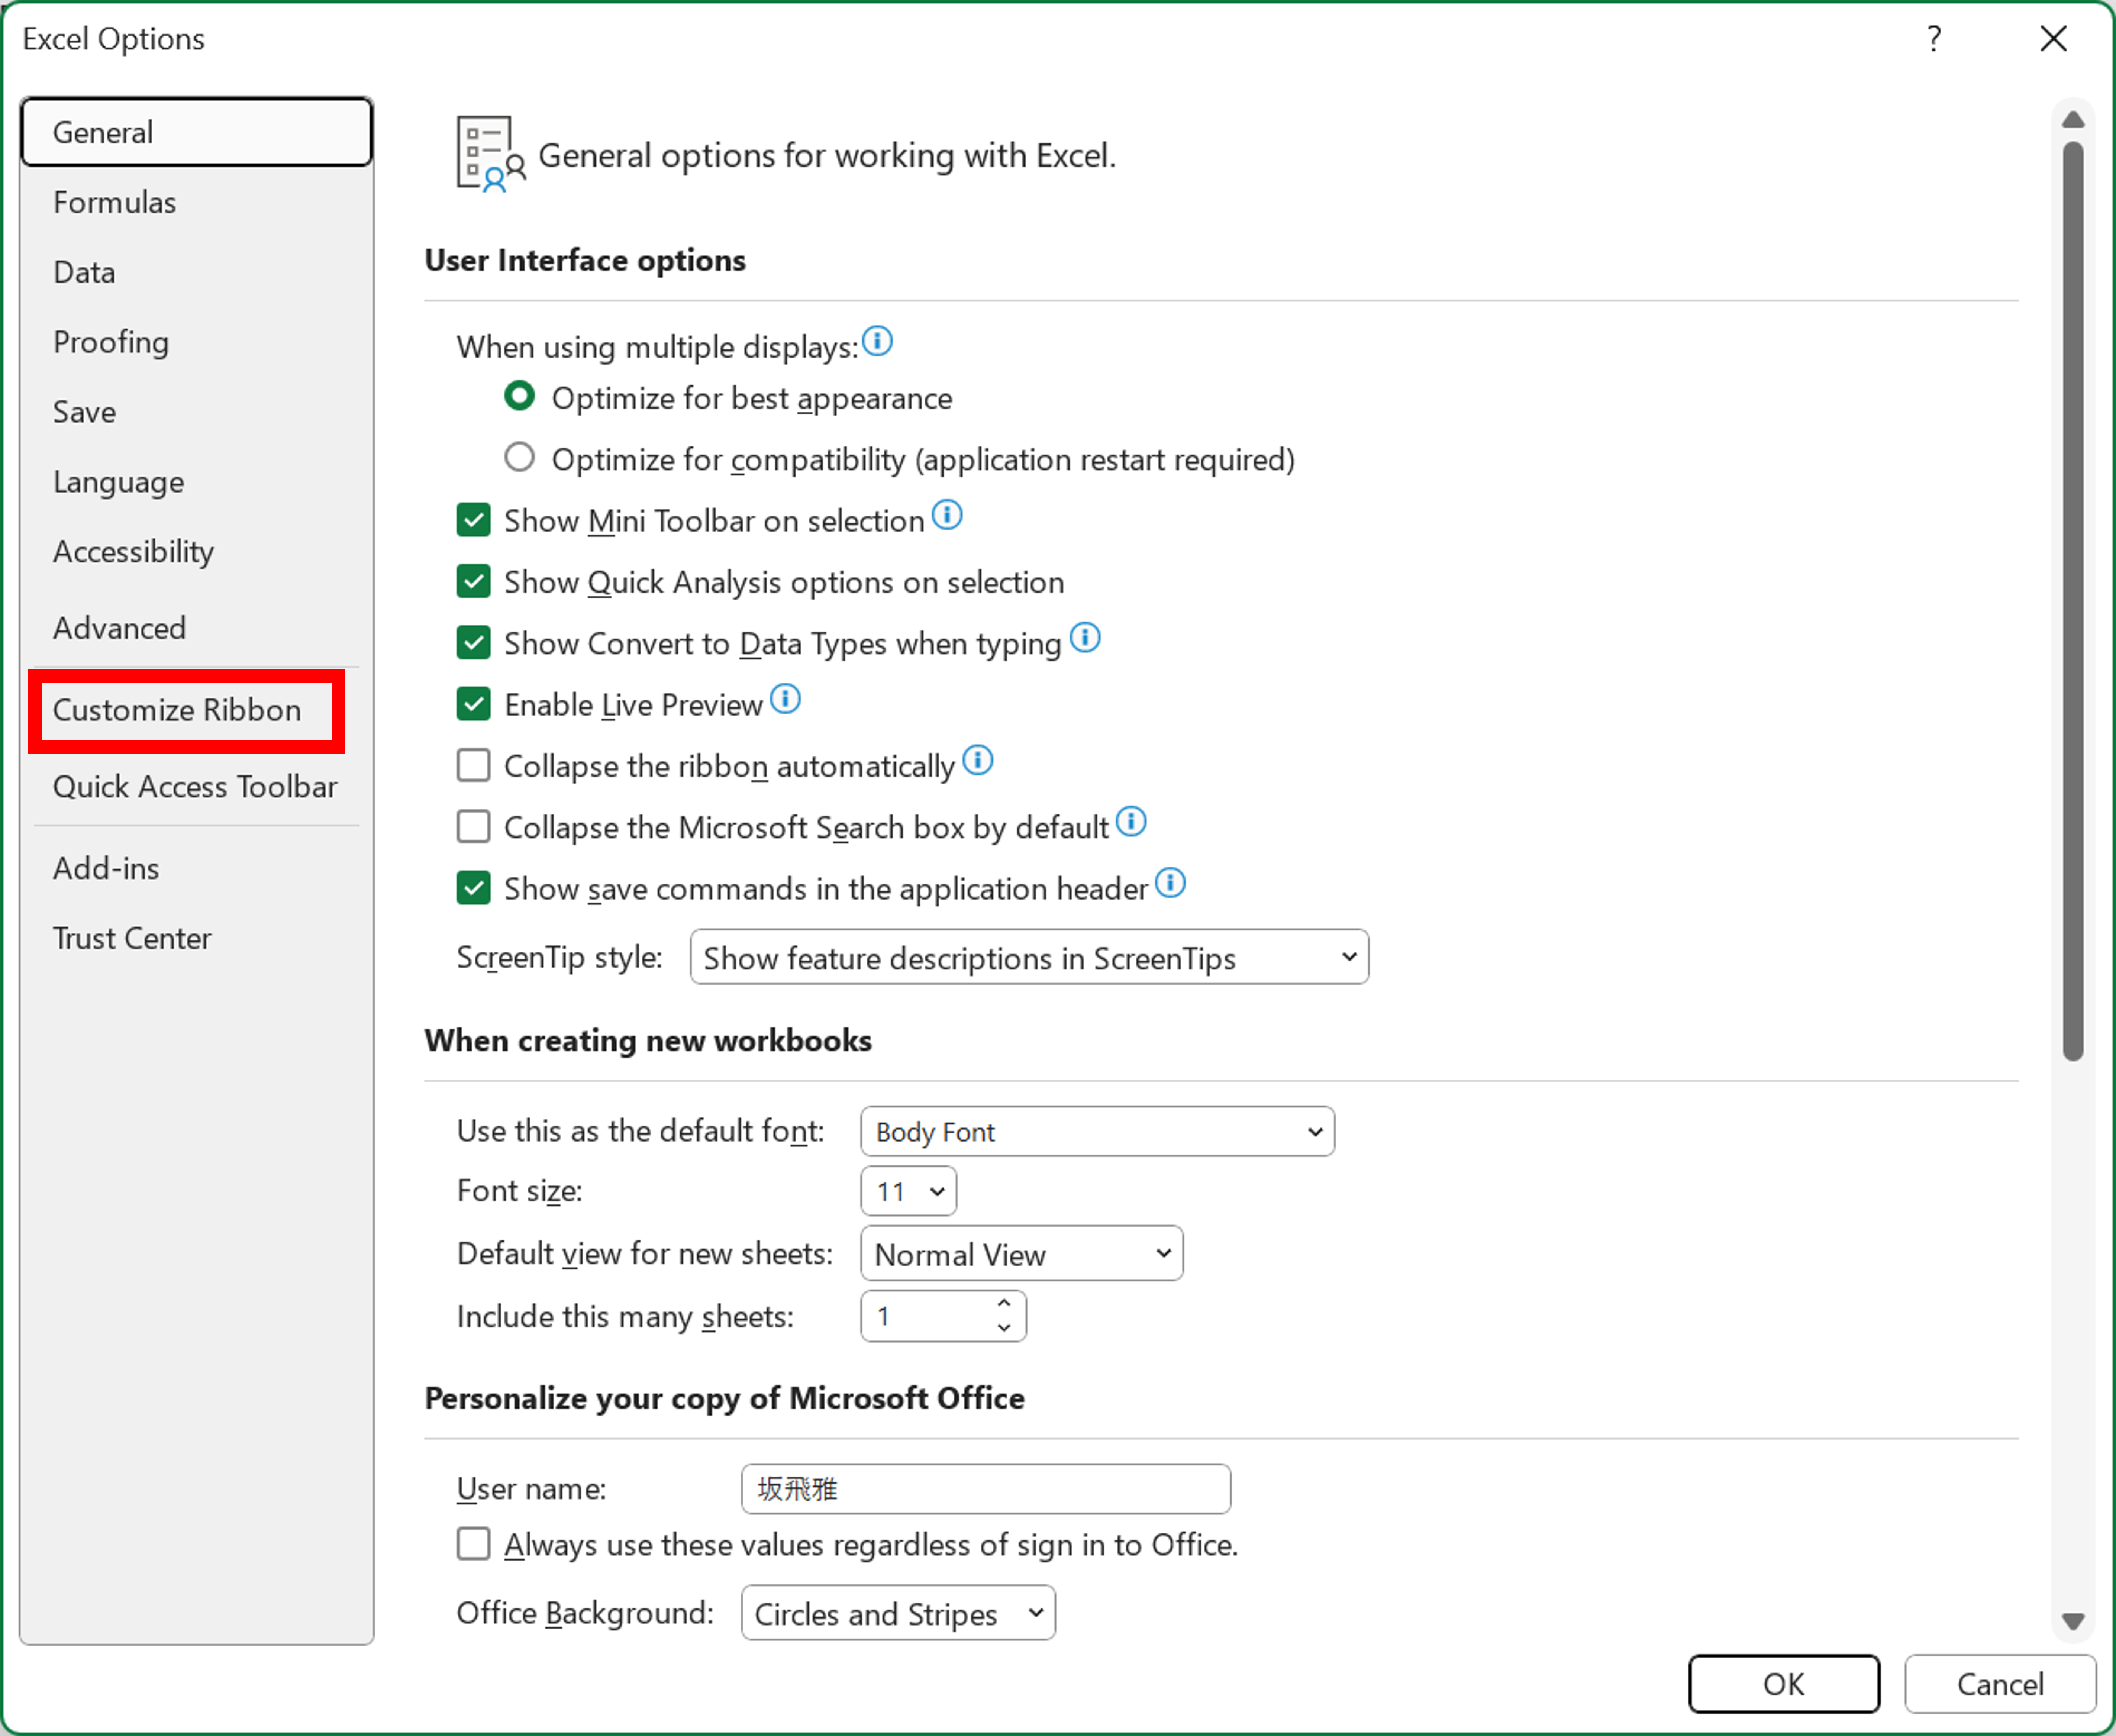 Excel Options
General
Formulas
Data
Proofing
Save
Language
Accessibility
Advanced
Customize Ribbon
Quick Access Toolbar
Add-ins
Trust Center
General options for working with Excel.
User Interface options
When using multiple displays:
Optimize for best appearance
Optimize for compatibility (application restart required)
Show Mini Toolbar on selection
Show Quick Analysis options on selection
Show Convert to Data Types when typing
Enable Live Preview
Collapse the ribbon automatically
Collapse the Microsoft Search box by default
Show save commands in the application header
ScreenTip style: Show feature descriptions in ScreenTips
When creating new workbooks
Use this as the default font: Body Font
Font size: 11
Default view for new sheets: Normal View
Include this many sheets: 1
Personalize your copy of Microsoft Office
User name: 坂飛雅
Always use these values regardless of sign in to Office.
Office Background: Circles and Stripes
OK Cancel